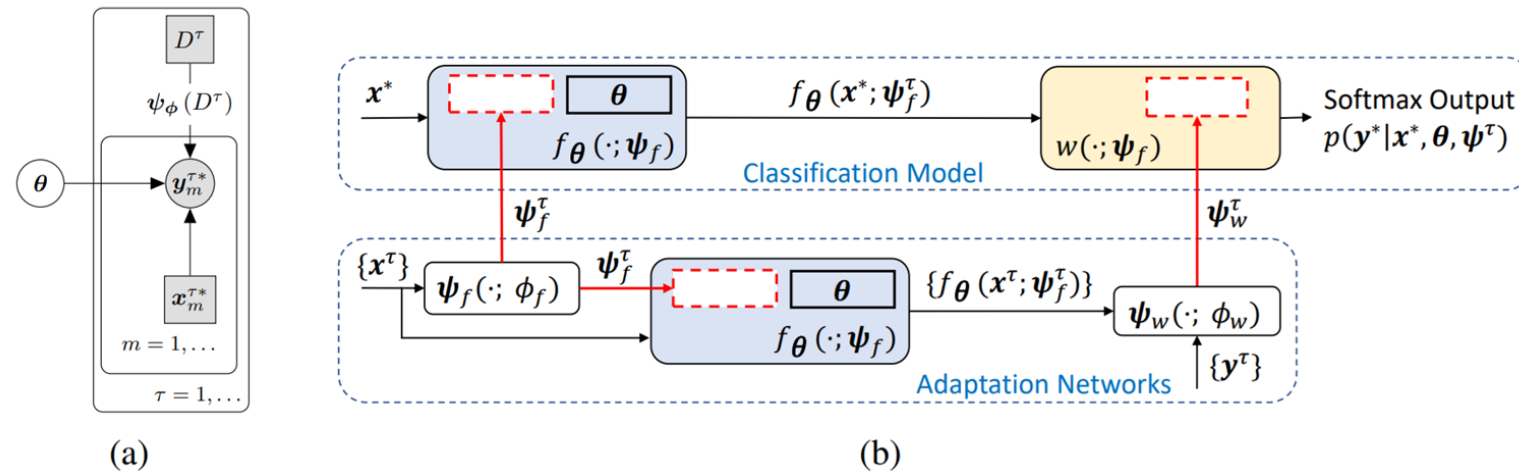 D^τ
ψ_ϕ(D^τ)
θ
y_m^{τ*}
x_m^{τ*}
m = 1, . . .
τ = 1, . . .
(a)
x*
θ
f_θ(·; ψ_f)
f_θ(x*; ψ_f^τ)
w(·; ψ_f)
Softmax Output
p(y*|x*, θ, ψ^τ)
Classification Model
ψ_f^τ
ψ_w^τ
{x^τ}
ψ_f(·; ϕ_f)
ψ_f^τ
θ
f_θ(·; ψ_f)
{f_θ(x^τ; ψ_f^τ)}
ψ_w(·; ϕ_w)
{y^τ}
Adaptation Networks
(b)